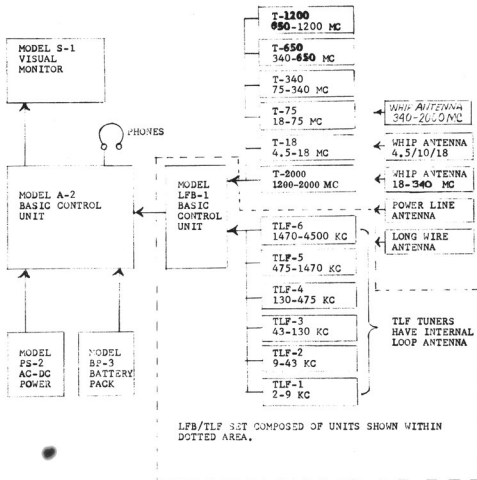 T-1200
650-1200 MC
T-650
340-650 MC
T-340
75-340 MC
T-75
18-75 MC
T-18
4.5-18 MC
T-2000
1200-2000 MC
MODEL S-1
VISUAL
MONITOR
PHONES
MODEL A-2
BASIC CONTROL
UNIT
MODEL
LFB-1
BASIC
CONTROL
UNIT
WHIP ANTENNA
340-2000 MC
WHIP ANTENNA
4.5/10/18
WHIP ANTENNA
18-340 MC
POWER LINE
ANTENNA
LONG WIRE
ANTENNA
TLF-6
1470-4500 KC
TLF-5
475-1470 KC
TLF-4
130-475 KC
TLF-3
43-130 KC
TLF-2
9-43 KC
TLF-1
2-9 KC
TLF TUNERS
HAVE INTERNAL
LOOP ANTENNA
MODEL
PS-2
AC-DC
POWER
MODEL
BP-3
BATTERY
PACK
LFB/TLF SET COMPOSED OF UNITS SHOWN WITHIN
DOTTED AREA.